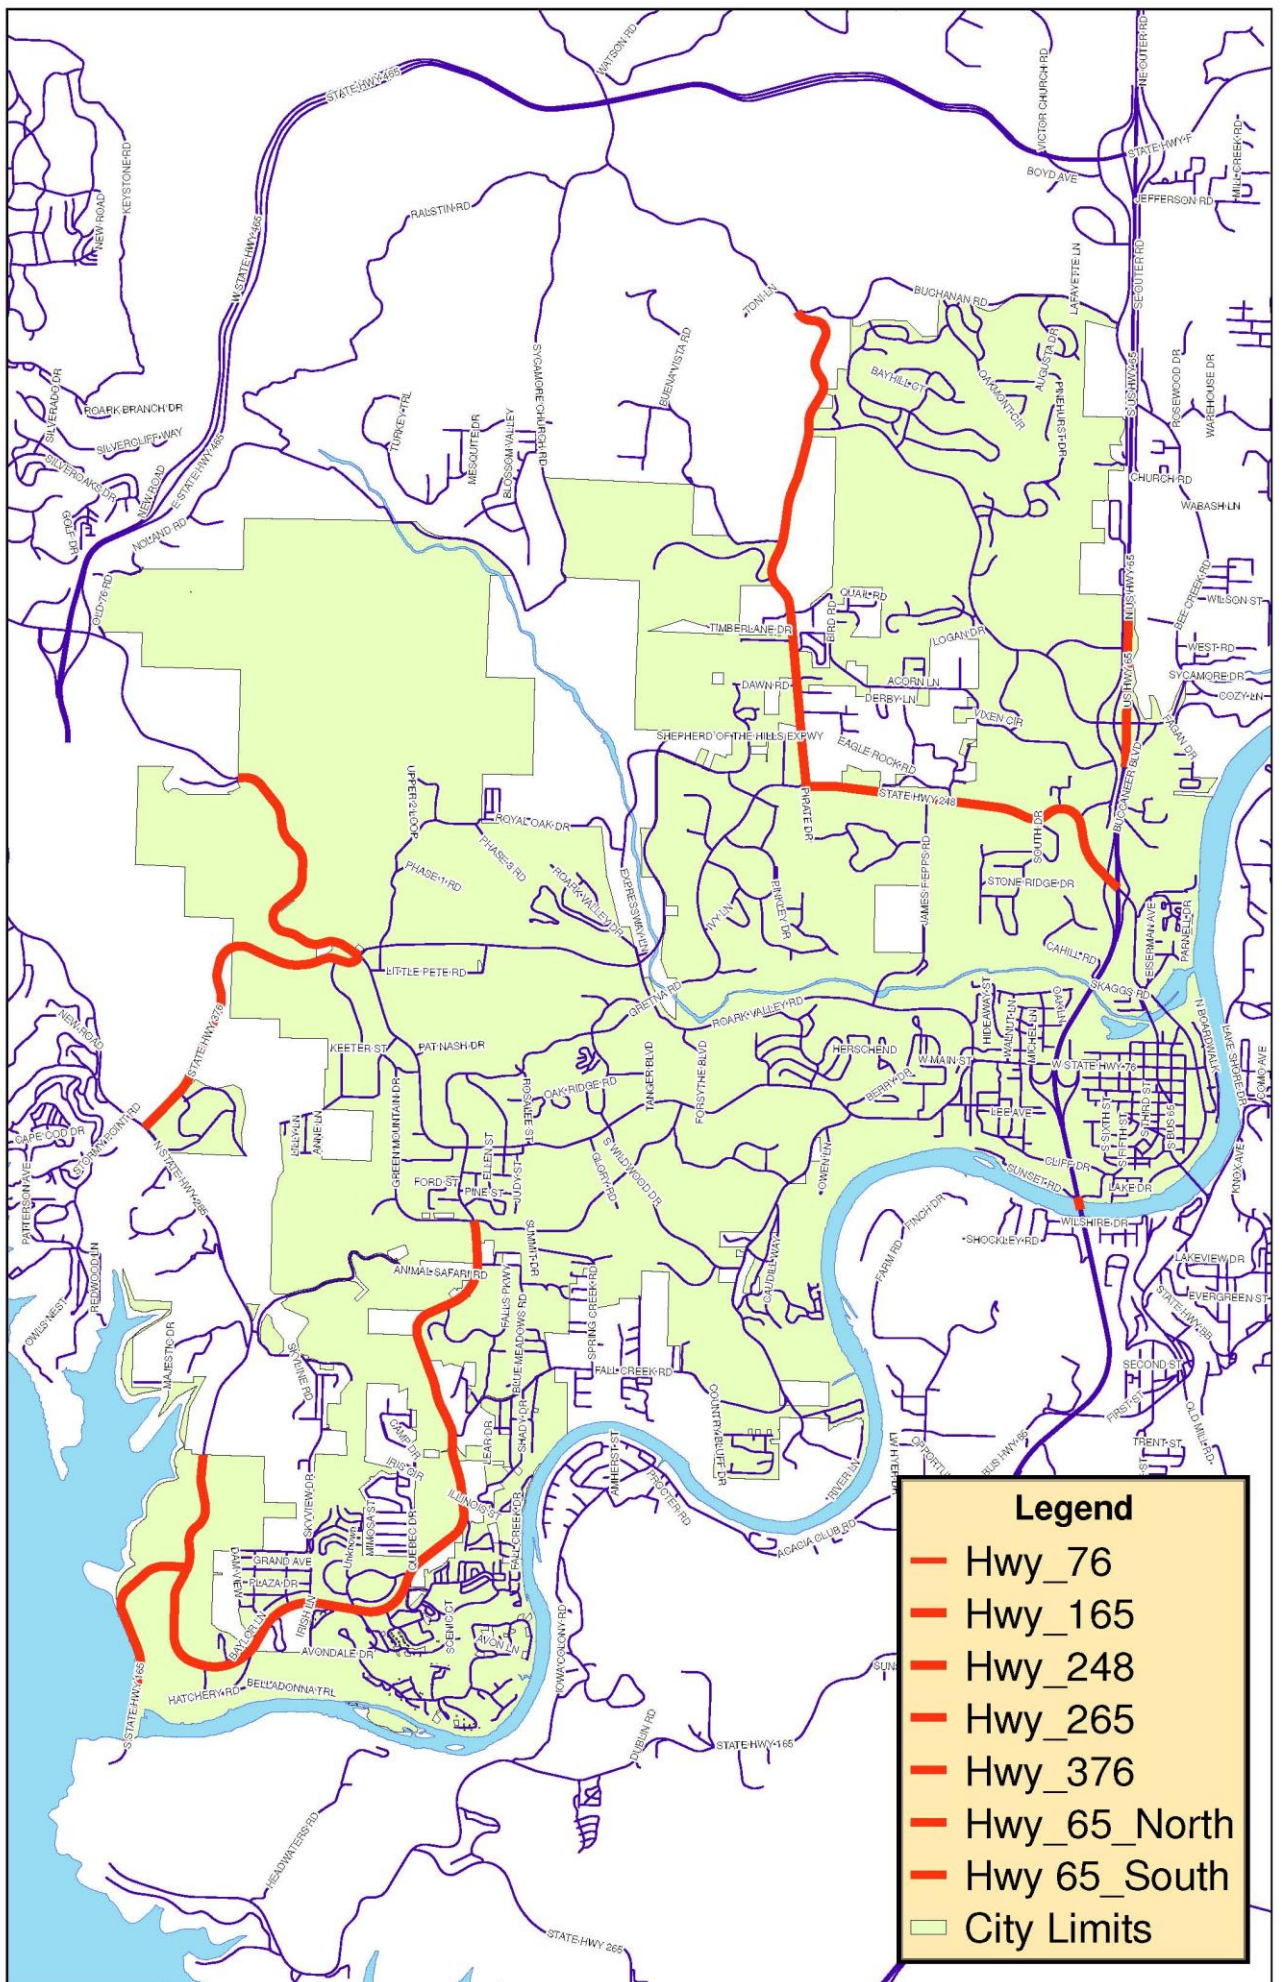 WATSON RD
STATE HWY 465
VICTOR CHURCH RD
NE OUTER RD
STATE HWY F
BOYD AVE
MILL CREEK RD
JEFFERSON RD
KEYSTONE RD
NEW ROAD
RALSTIN RD
W STATE HWY 465
SE OUTER RD
LAFAYETTE LN
TONI LN
BUCHANAN RD
BUENA VISTA RD
SYCAMORE CHURCH RD
BAYHILL CT
OAKMONT CIR
AUGUSTA DR
PINEHURST DR
S US HWY 65
ROSEWOOD DR
WAREHOUSE DR
SILVERADO DR
ROARK BRANCH DR
SILVERCLIFF WAY
SILVEROAKS DR
GOLF DR
NEW ROAD
E STATE HWY 465
NOLAND RD
TURKEY TRL
MESQUITE DR
BLOSSOM VALLEY
CHURCH RD
WABASH LN
OLD 76 RD
N US HWY 65
BEE CREEK RD
WILSON ST
QUAIL RD
BIRD RD
TIMBERLANE DR
LOGAN DR
WEST RD
SYCAMORE DR
COZY LN
US HWY 65
DAWN RD
ACORN LN
DERBY LN
VIXEN CIR
FAGAN DR
SHEPHERD OF THE HILLS EXPWY
EAGLE ROCK RD
BUCCANEER BLVD
UPPER 2 LOOP
ROYAL OAK DR
PIRATE DR
STATE HWY 248
SOUTH DR
PHASE 1 RD
PHASE 3 RD
ROARK VALLEY DR
EXPRESSWAY LN
IVY LN
PINKLEY DR
JAMES F EPPS RD
STONE RIDGE DR
EISERMAN AVE
PARNELL DR
CAHILL RD
LITTLE PETE RD
SKAGGS RD
GRETNA RD
ROARK VALLEY RD
HIDEAWAY ST
WALNUT LN
MICHEL LN
OAK LN
N BOARDWALK
LAKE SHORE DR
COMO AVE
STATE HWY 376
NEW ROAD
KEETER ST
PAT NASH DR
HERSCHEND
W MAIN ST
W STATE HWY 76
OAK RIDGE RD
ROSALEE ST
TANGER BLVD
FORSYTHE BLVD
BERRY DR
LEE AVE
S SIXTH ST
S FIFTH ST
S THIRD ST
S BUS 65
CAPE COD DR
STORMY POINT RD
N STATE HWY 265
PATTERSON AVE
ANNE LN
GREEN MOUNTAIN DR
ELLEN ST
JUDY ST
FORD ST
PINE ST
GLORY RD
S WILDWOOD DR
OWEN LN
CLIFF DR
SUNSET RD
LAKE DR
KNOX AVE
WILSHIRE DR
FINCH DR
SHOCKLEY RD
FARM RD
LAKEVIEW DR
EVERGREEN ST
STATE HWY BB
REDWOOD LN
OWLS NEST
ANIMAL SAFARI RD
SUMMIT DR
FALLS PKWY
BLUE MEADOWS RD
SPRING CREEK RD
CAUDILL WAY
MAJESTIC DR
SKYLINE RD
FALL CREEK RD
SECOND ST
FIRST ST
OLD MILL RD
TRENT ST
CAMP DR
LEAR DR
SHADY DR
COUNTRY BLUFF DR
IRIS CIR
ILLINOIS ST
AMHERST ST
PROCTER RD
RIVER LN
BUS HWY 65
ACACIA CLUB RD
SKYVIEW DR
MIMOSA ST
Unknown
QUEBEC DR
FALL CREEK DR
GRAND AVE
PLAZA DR
DAM VIEW
BAYLOR LN
IRISH LN
AVONDALE DR
SCENIC CT
AVON LN
HATCHERY RD
BELLADONNA TRL
IOWA COLONY RD
S STATE HWY 165
DUBLIN RD
STATE HWY 165
HEADWATERS RD
STATE HWY 265
Legend
Hwy_76
Hwy_165
Hwy_248
Hwy_265
Hwy_376
Hwy_65_North
Hwy 65_South
City Limits